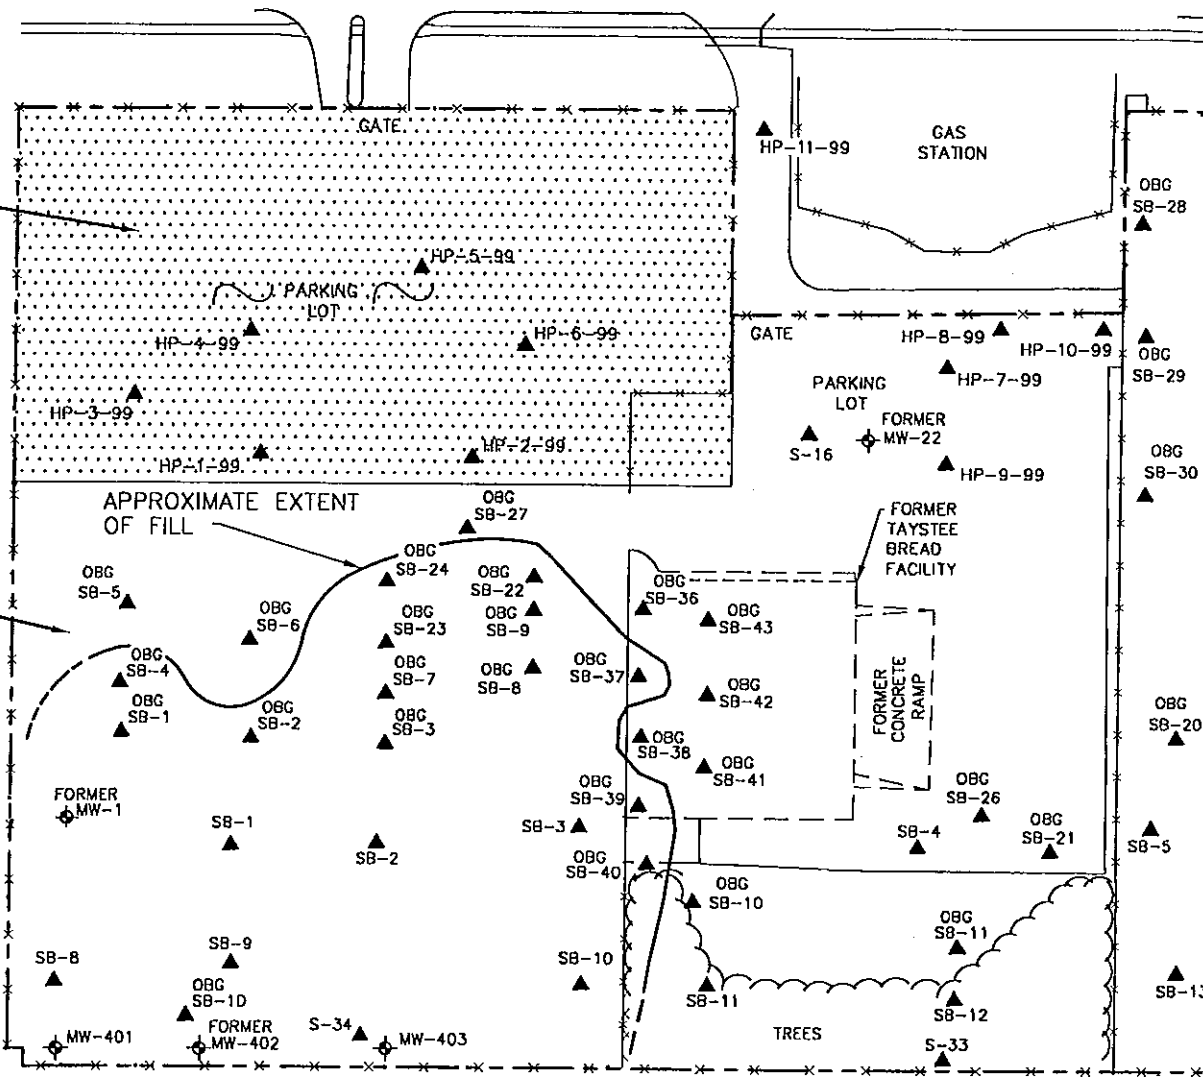 GATE
HP-11-99
GAS
STATION
OBG
SB-28
HP-5-99
PARKING
LOT
HP-4-99
HP-6-99
GATE
HP-8-99
HP-10-99
OBG
SB-29
HP-7-99
HP-3-99
PARKING
LOT
FORMER
MW-22
S-16
HP-1-99
HP-2-99
HP-9-99
OBG
SB-30
APPROXIMATE EXTENT
OF FILL
OBG
SB-27
FORMER
TAYSTEE
BREAD
FACILITY
OBG
SB-24
OBG
SB-5
OBG
SB-22
OBG
SB-36
OBG
SB-6
OBG
SB-23
OBG
SB-9
OBG
SB-43
OBG
SB-4
OBG
SB-7
OBG
SB-8
OBG
SB-37
OBG
SB-42
FORMER
CONCRETE
RAMP
OBG
SB-1
OBG
SB-2
OBG
SB-3
OBG
SB-38
OBG
SB-20
OBG
SB-41
FORMER
MW-1
OBG
SB-39
OBG
SB-26
SB-1
SB-2
SB-3
SB-4
OBG
SB-21
SB-5
OBG
SB-40
OBG
SB-10
OBG
SB-11
SB-8
SB-9
SB-10
SB-11
SB-12
SB-13
OBG
SB-1D
MW-401
FORMER
MW-402
S-34
MW-403
TREES
S-33